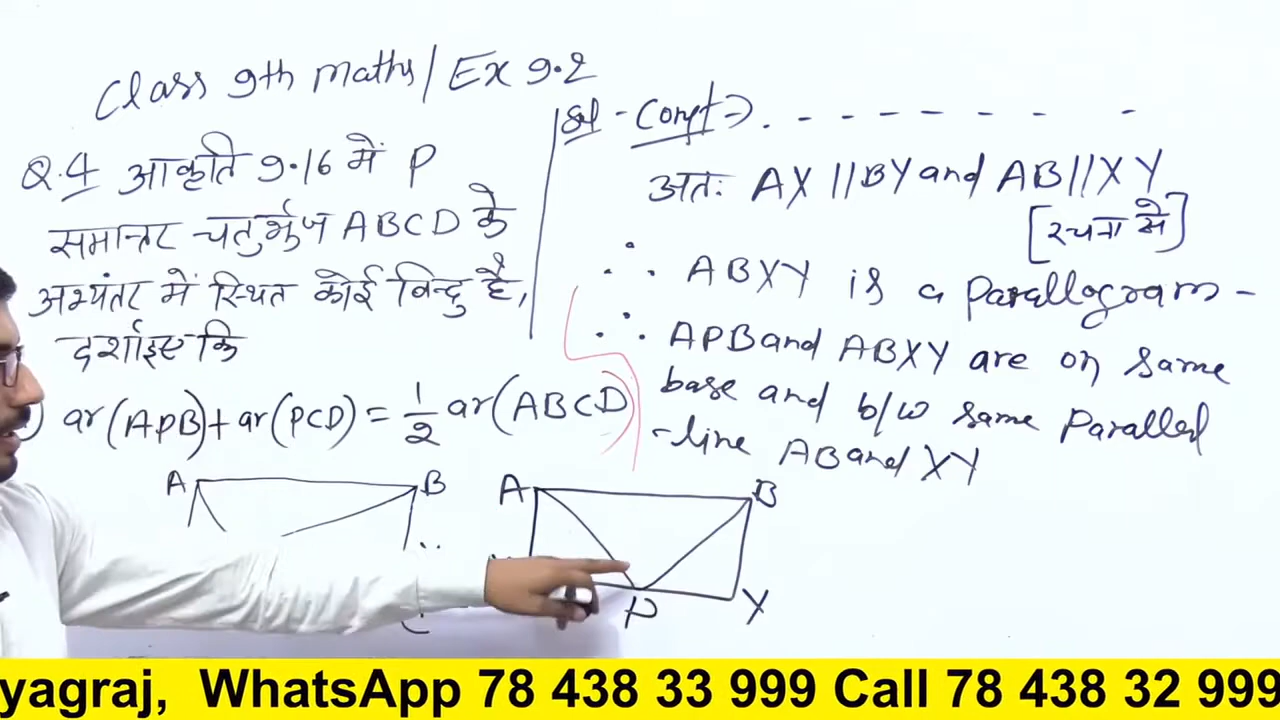 Class 9th maths / Ex 9.2
Q.4 आकृति 9.16 में P
समान्तर चतुर्भुज ABCD के
अभ्यंतर में स्थित कोई बिन्दु है,
दर्शाइए कि
) ar(APB)+ar(PCD)=1/2 ar(ABCD)
A B
Sol - Conpt => . - - - - - - -
अतः AX || BY and AB || XY
[रचना से]
∴ ABXY is a Parallogram -
∴ APB and ABXY are on same
base and b/w same Paralled
-line AB and XY
A B
P Y
yagraj, WhatsApp 78 438 33 999 Call 78 438 32 999